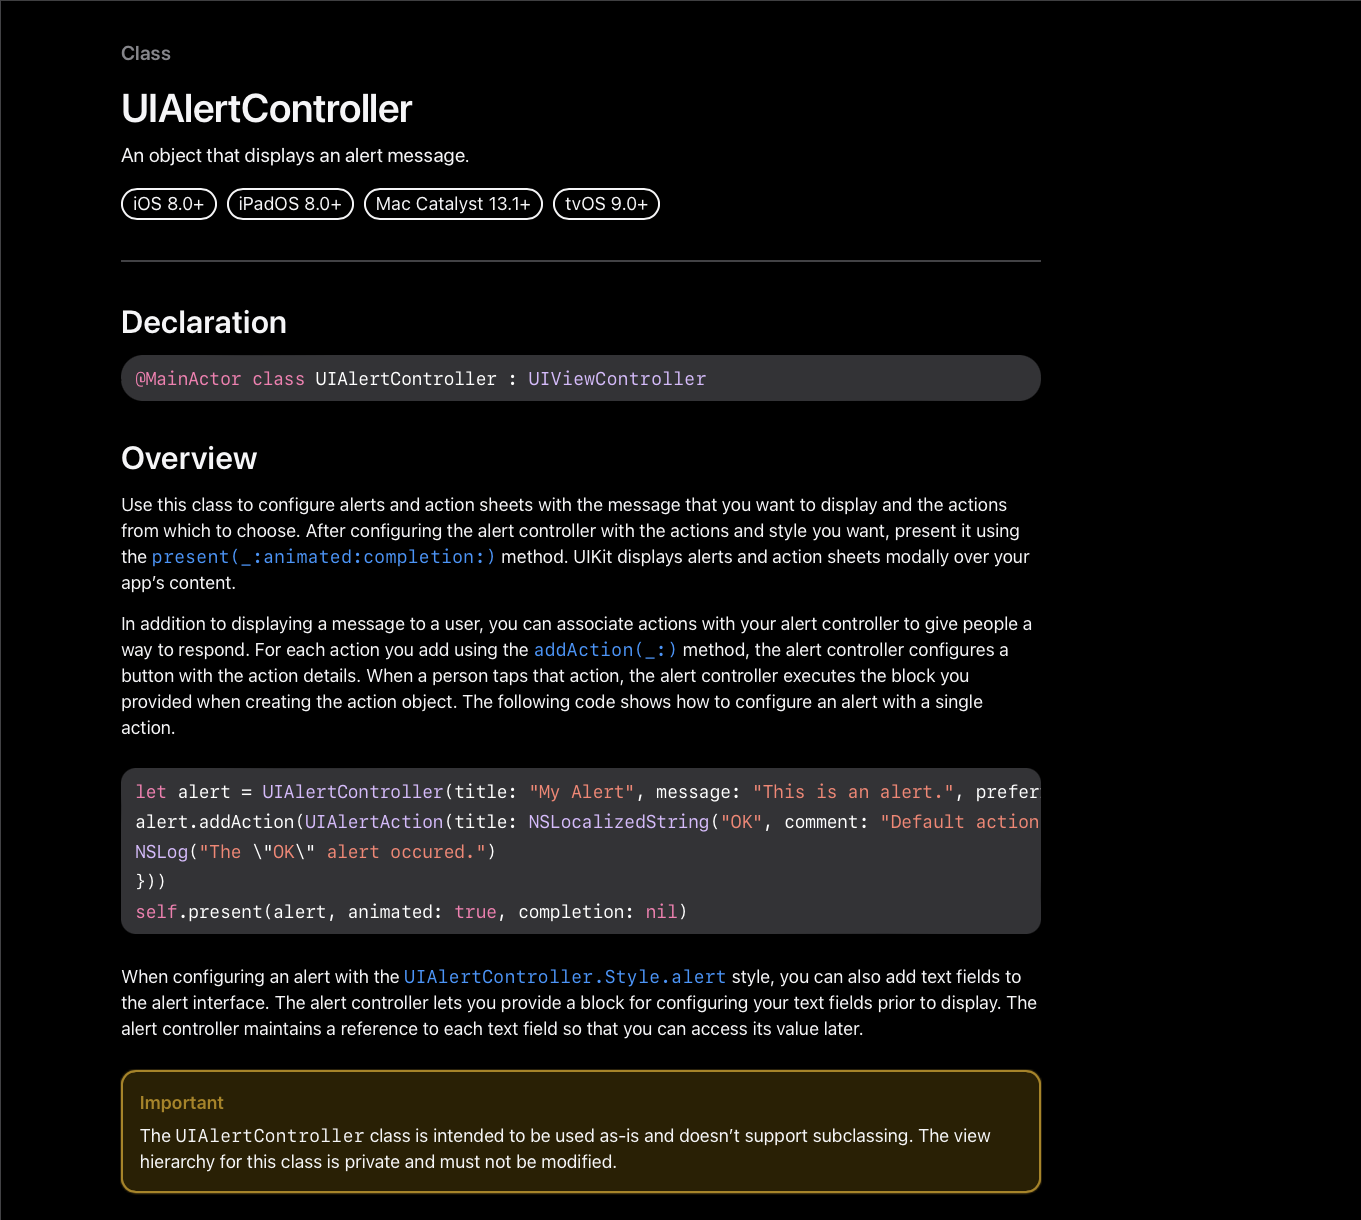 Class
UIAlertController
An object that displays an alert message.
iOS 8.0+ iPadOS 8.0+ Mac Catalyst 13.1+ tvOS 9.0+
Declaration
@MainActor class UIAlertController : UIViewController
Overview
Use this class to configure alerts and action sheets with the message that you want to display and the actions
from which to choose. After configuring the alert controller with the actions and style you want, present it using
the present(_:animated:completion:) method. UIKit displays alerts and action sheets modally over your
app’s content.
In addition to displaying a message to a user, you can associate actions with your alert controller to give people a
way to respond. For each action you add using the addAction(_:) method, the alert controller configures a
button with the action details. When a person taps that action, the alert controller executes the block you
provided when creating the action object. The following code shows how to configure an alert with a single
action.
let alert = UIAlertController(title: "My Alert", message: "This is an alert.", prefer
alert.addAction(UIAlertAction(title: NSLocalizedString("OK", comment: "Default action
NSLog("The \"OK\" alert occured.")
}))
self.present(alert, animated: true, completion: nil)
When configuring an alert with the UIAlertController.Style.alert style, you can also add text fields to
the alert interface. The alert controller lets you provide a block for configuring your text fields prior to display. The
alert controller maintains a reference to each text field so that you can access its value later.
Important
The UIAlertController class is intended to be used as-is and doesn’t support subclassing. The view
hierarchy for this class is private and must not be modified.